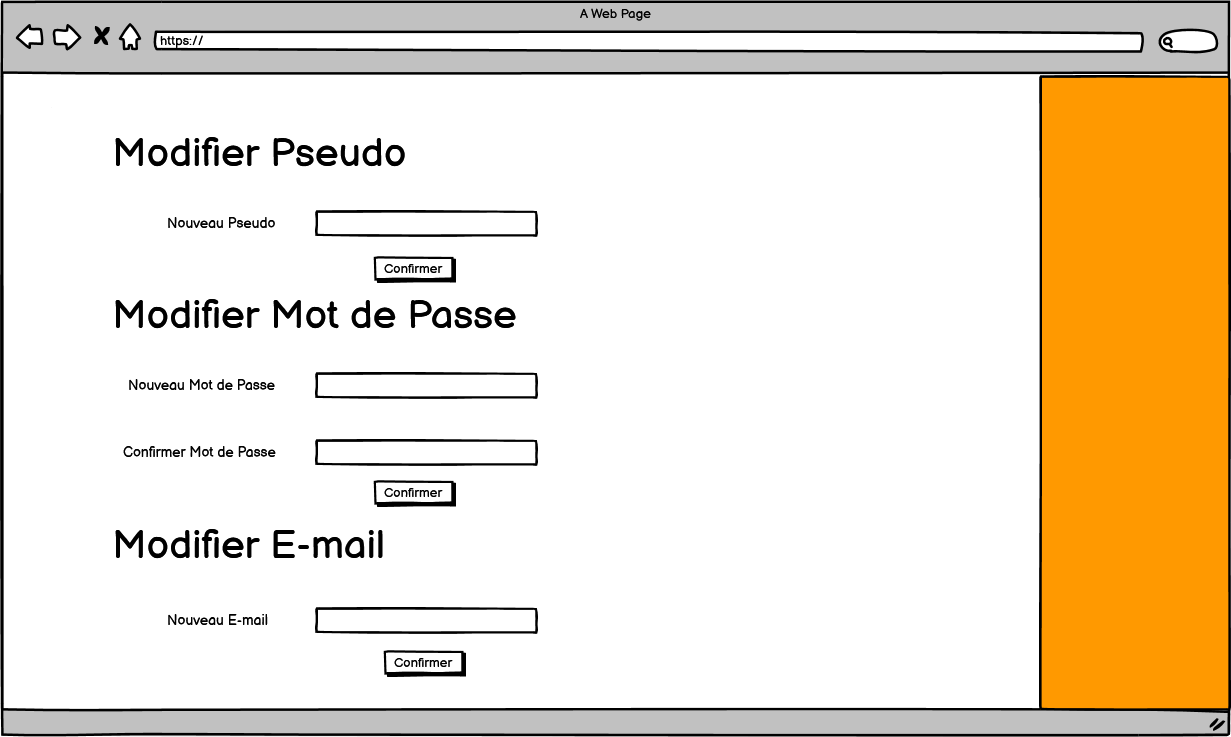 A Web Page
https://
Modifier Pseudo
Nouveau Pseudo
Confirmer
Modifier Mot de Passe
Nouveau Mot de Passe
Confirmer Mot de Passe
Confirmer
Modifier E-mail
Nouveau E-mail
Confirmer